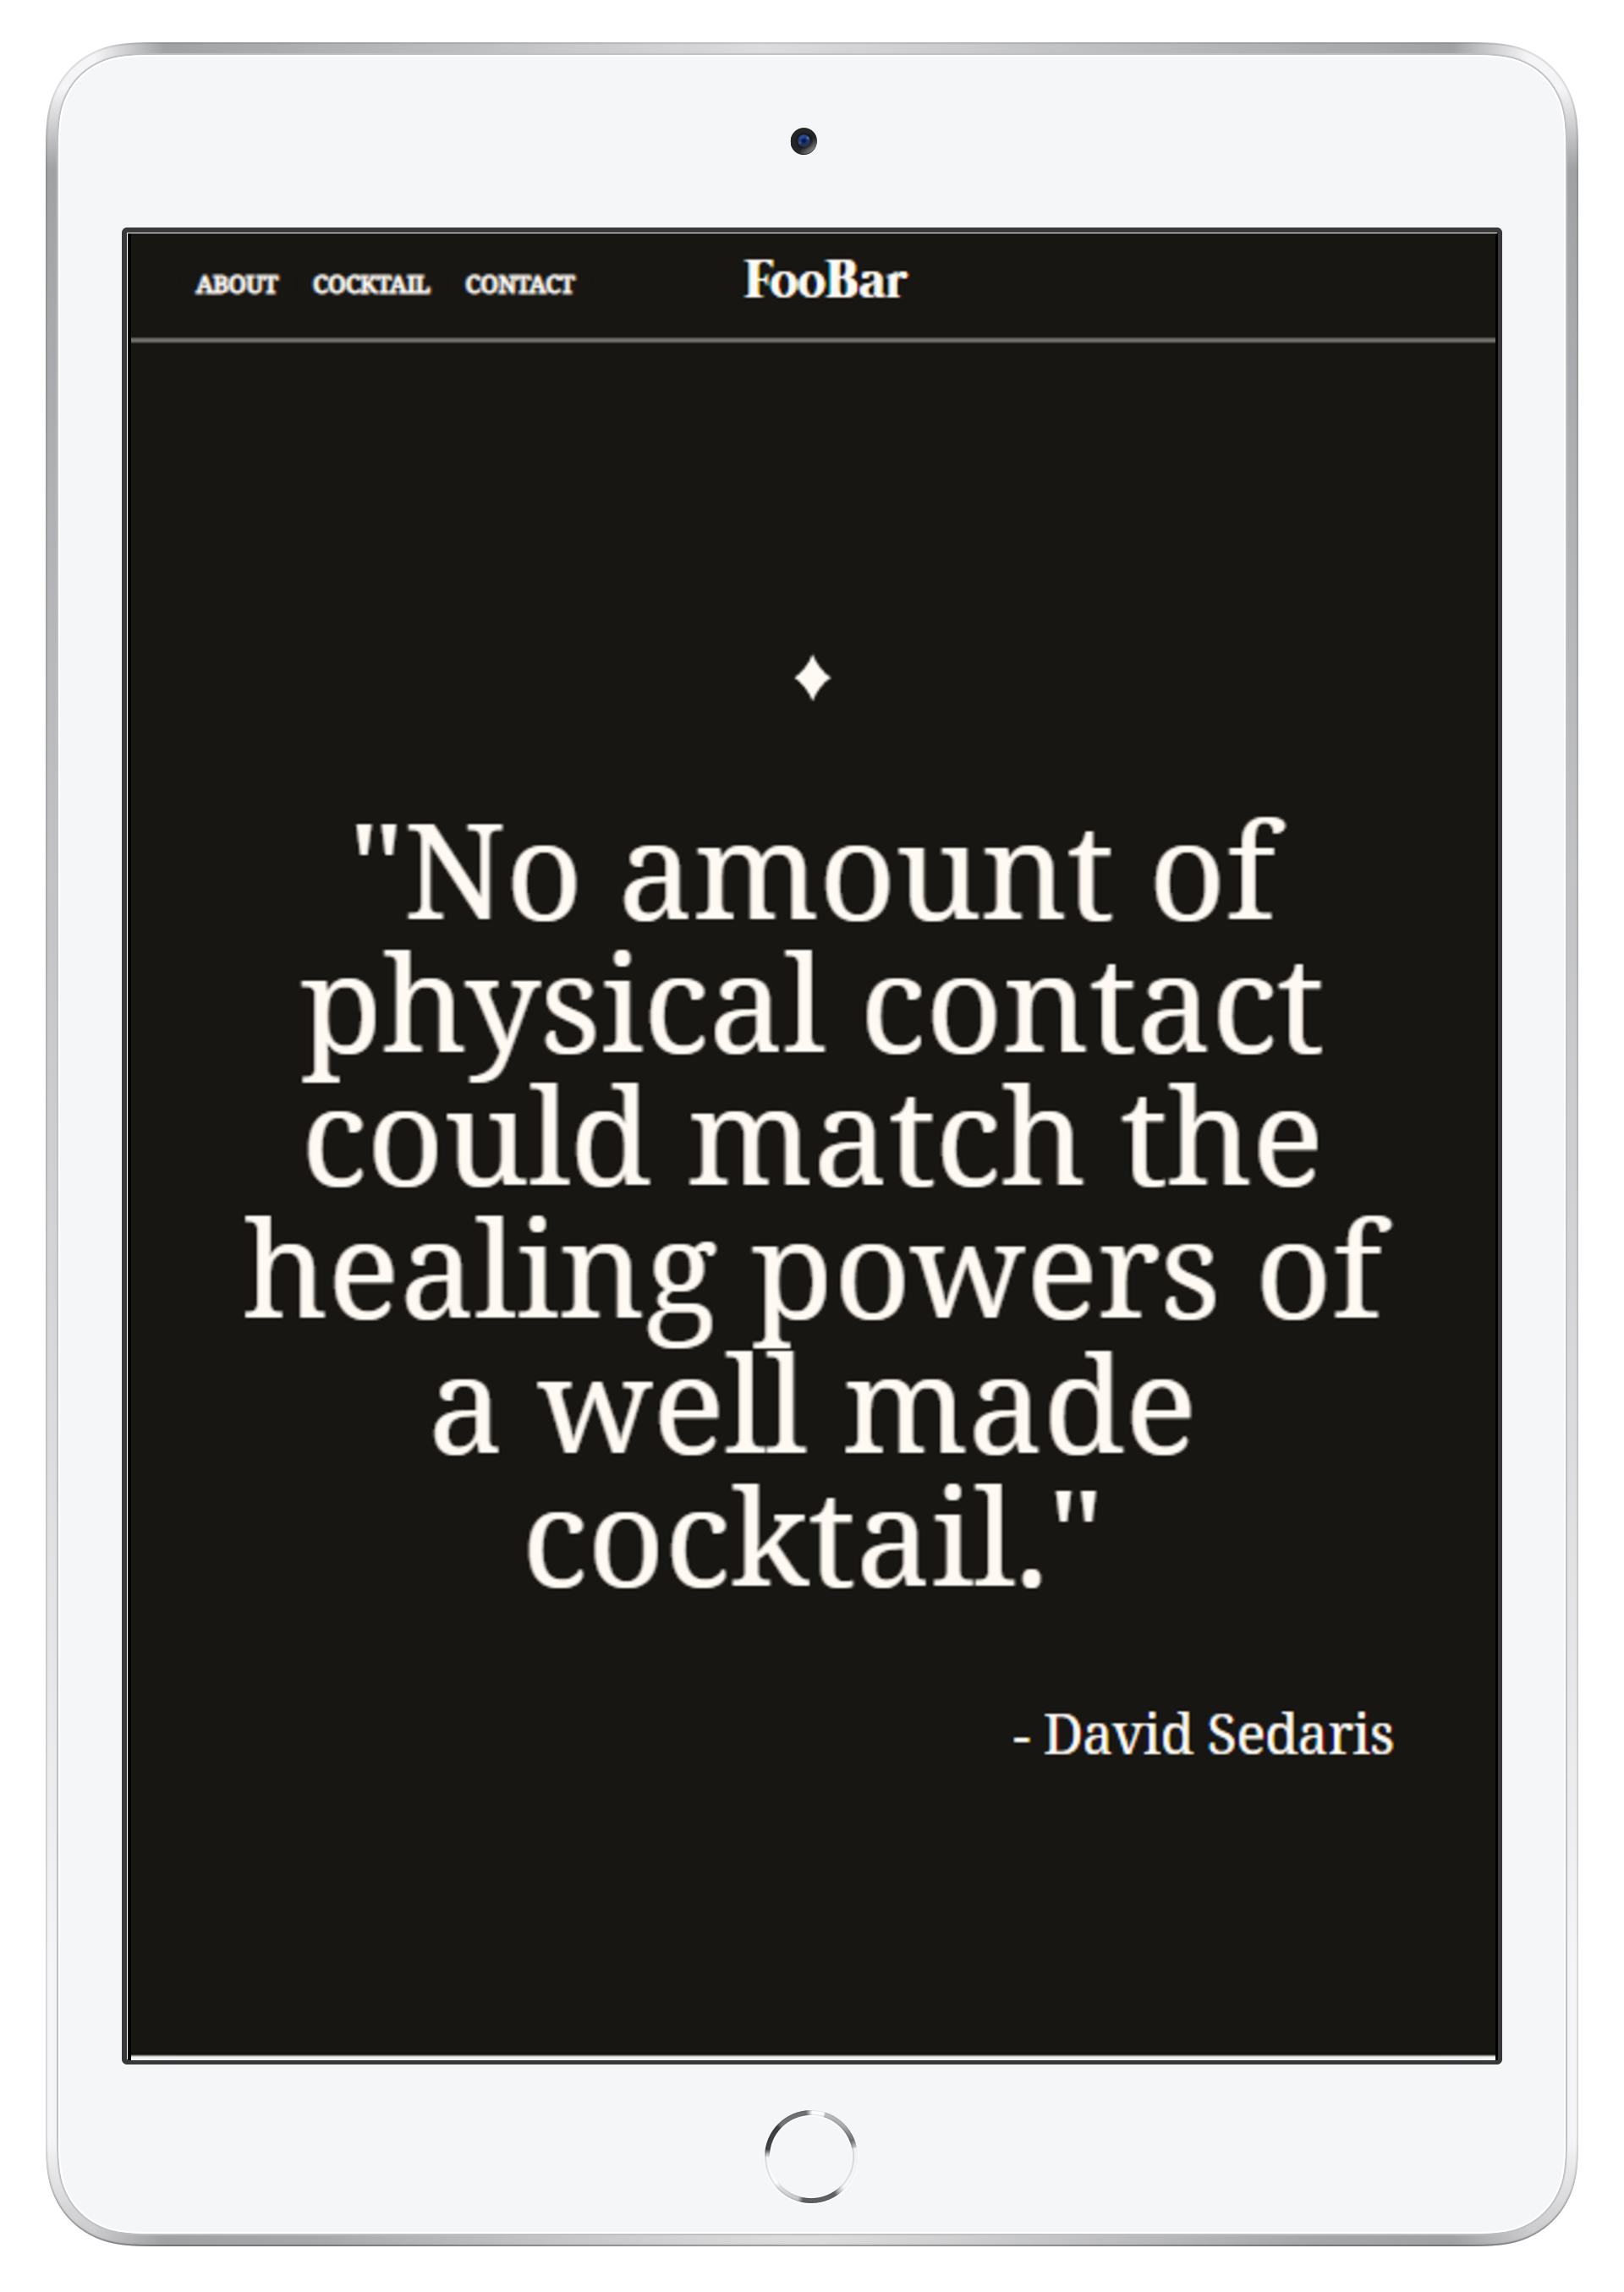 ABOUT COCKTAIL CONTACT FooBar
"No amount of
physical contact
could match the
healing powers of
a well made
cocktail."
- David Sedaris